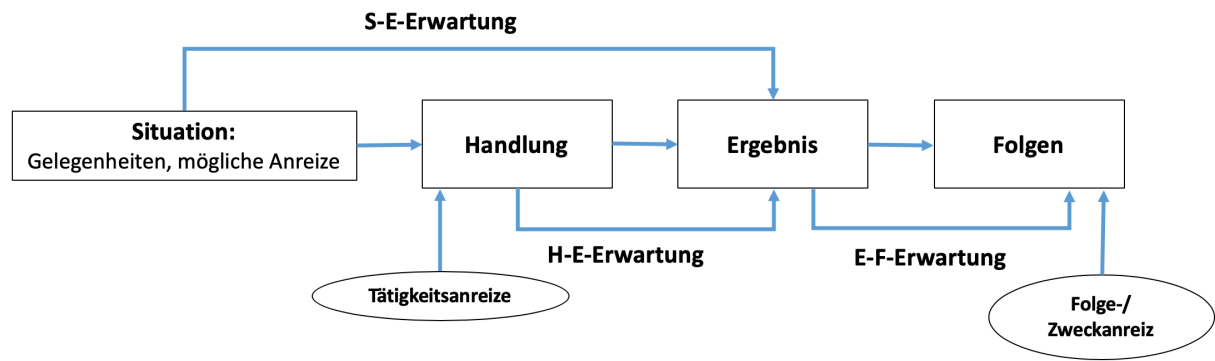 S-E-Erwartung
Situation:
Gelegenheiten, mögliche Anreize
Handlung
Ergebnis
Folgen
H-E-Erwartung
E-F-Erwartung
Tätigkeitsanreize
Folge-/
Zweckanreiz